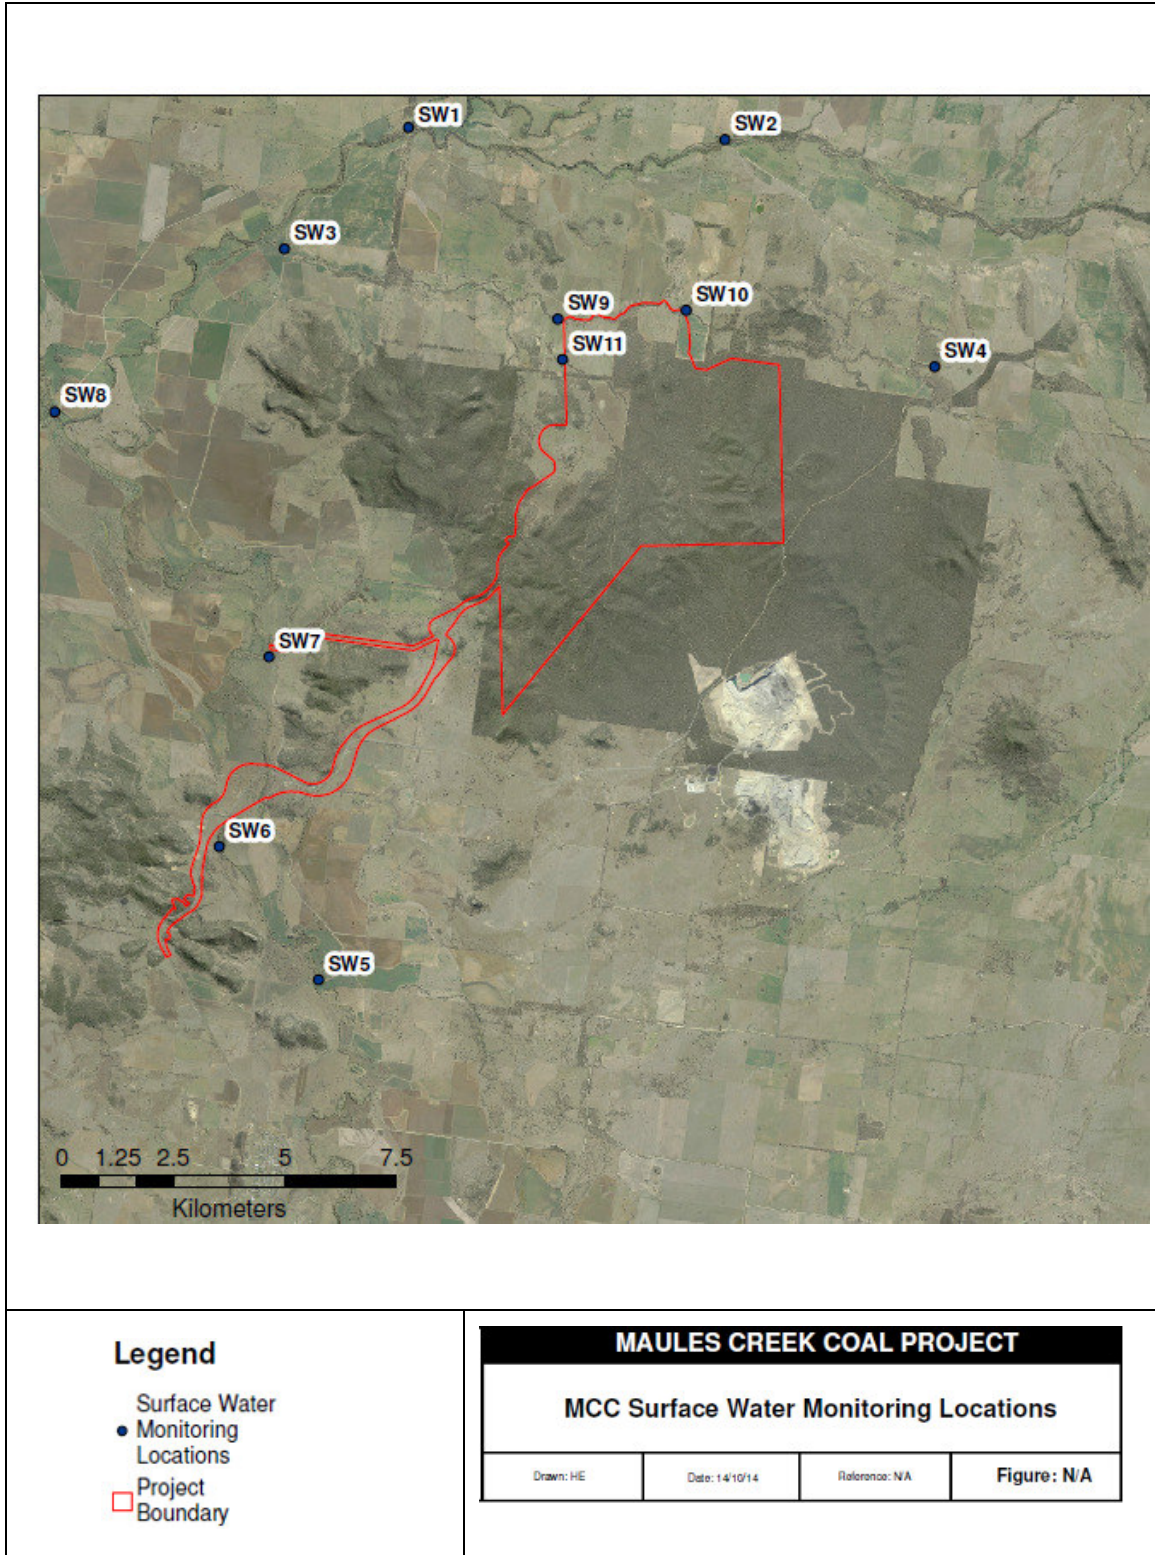 SW1
SW2
SW3
SW9
SW10
SW11
SW4
SW8
SW7
SW6
SW5
0 1.25 2.5 5 7.5
Kilometers
Legend
Surface Water
Monitoring
Locations
Project
Boundary
MAULES CREEK COAL PROJECT
MCC Surface Water Monitoring Locations
Drawn: HE Date: 14/10/14 Reference: N/A Figure: N/A